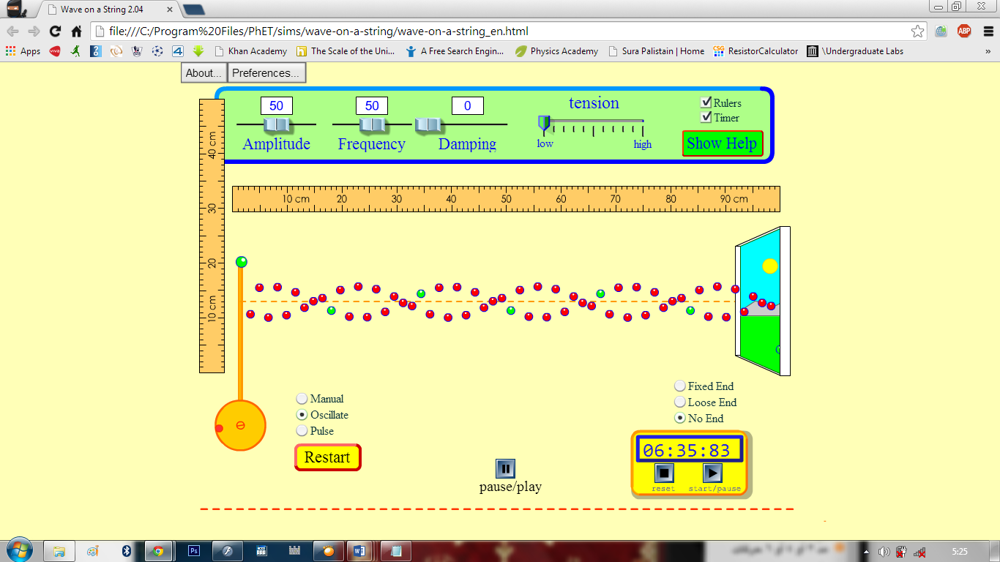 Wave on a String 2.04
file:///C:/Program%20Files/PhET/sims/wave-on-a-string/wave-on-a-string_en.html
ABP
Apps
Khan Academy
The Scale of the Uni...
A Free Search Engin...
Physics Academy
Sura Palistain | Home
CSG
ResistorCalculator
\Undergraduate Labs
»
About...
Preferences...
50
50
0
tension
Rulers
Timer
Amplitude
Frequency
Damping
low
high
Show Help
40 cm
30
20
10 cm
10 cm 20 30 40 50 60 70 80 90 cm
Manual
Oscillate
Pulse
Restart
Fixed End
Loose End
No End
06:35:83
reset start/pause
pause/play
Ps
5:25